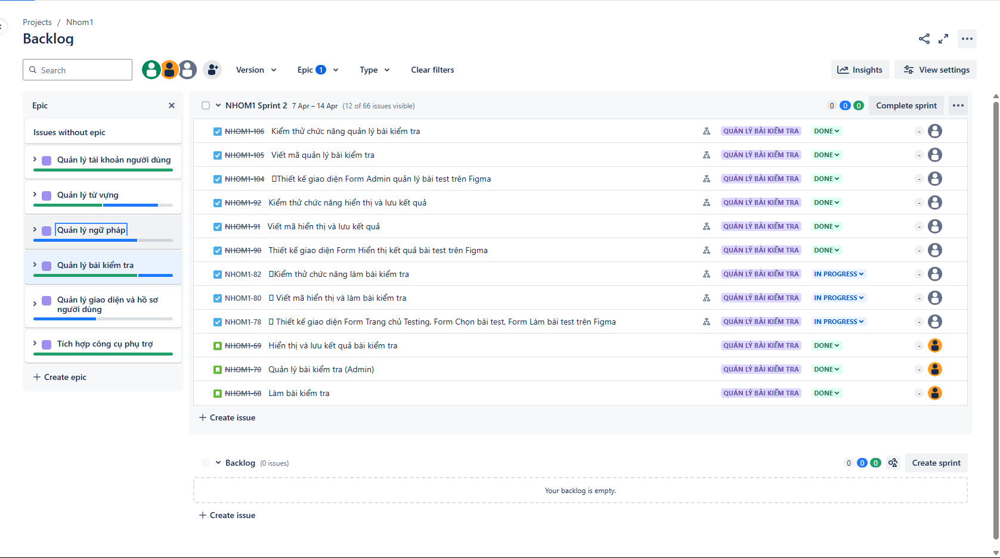 Projects / Nhom1
Backlog
Search
Version
Epic 1
Type
Clear filters
Insights
View settings
Epic
Issues without epic
Quản lý tài khoản người dùng
Quản lý từ vựng
Quản lý ngữ pháp
Quản lý bài kiểm tra
Quản lý giao diện và hồ sơ
người dùng
Tích hợp công cụ phụ trợ
+ Create epic
NHOM1 Sprint 2 7 Apr – 14 Apr (12 of 66 issues visible) 0 0 0 Complete sprint
NHOM1-106 Kiểm thử chức năng quản lý bài kiểm tra QUẢN LÝ BÀI KIỂM TRA DONE -
NHOM1-105 Viết mã quản lý bài kiểm tra QUẢN LÝ BÀI KIỂM TRA DONE -
NHOM1-104 Thiết kế giao diện Form Admin quản lý bài test trên Figma QUẢN LÝ BÀI KIỂM TRA DONE -
NHOM1-92 Kiểm thử chức năng hiển thị và lưu kết quả QUẢN LÝ BÀI KIỂM TRA DONE -
NHOM1-91 Viết mã hiển thị và lưu kết quả QUẢN LÝ BÀI KIỂM TRA DONE -
NHOM1-90 Thiết kế giao diện Form Hiển thị kết quả bài test trên Figma QUẢN LÝ BÀI KIỂM TRA DONE -
NHOM1-82 Kiểm thử chức năng làm bài kiểm tra QUẢN LÝ BÀI KIỂM TRA IN PROGRESS -
NHOM1-80 Viết mã hiển thị và làm bài kiểm tra QUẢN LÝ BÀI KIỂM TRA IN PROGRESS -
NHOM1-78 Thiết kế giao diện Form Trang chủ Testing, Form Chọn bài test, Form Làm bài test trên Figma QUẢN LÝ BÀI KIỂM TRA IN PROGRESS -
NHOM1-69 Hiển thị và lưu kết quả bài kiểm tra QUẢN LÝ BÀI KIỂM TRA DONE -
NHOM1-70 Quản lý bài kiểm tra (Admin) QUẢN LÝ BÀI KIỂM TRA DONE -
NHOM1-68 Làm bài kiểm tra QUẢN LÝ BÀI KIỂM TRA DONE -
+ Create issue
Backlog (0 issues) 0 0 0 Create sprint
Your backlog is empty.
+ Create issue